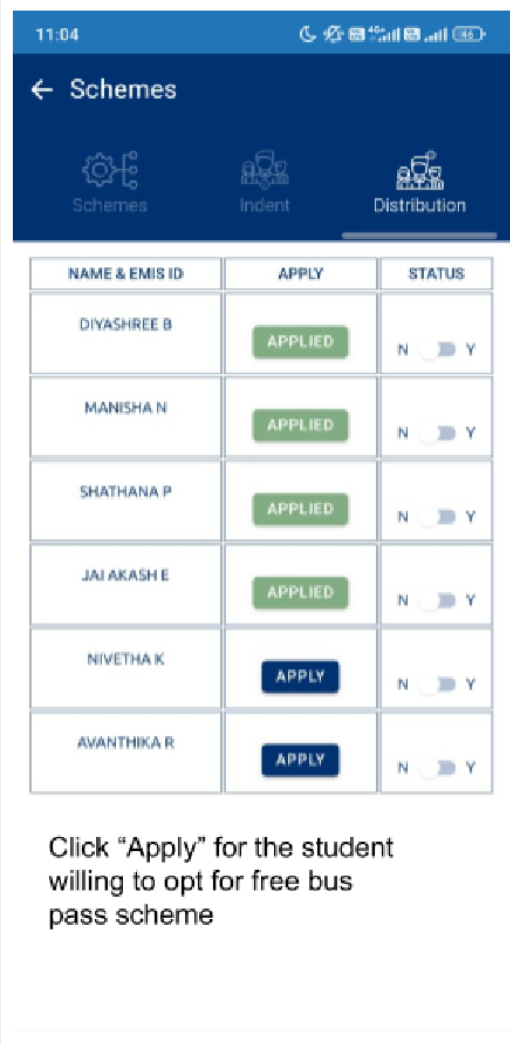 11:04
46
← Schemes
Schemes Indent Distribution
NAME & EMIS ID APPLY STATUS
DIYASHREE B
APPLIED
N Y
MANISHA N
APPLIED
N Y
SHATHANA P
APPLIED
N Y
JAI AKASH E
APPLIED
N Y
NIVETHA K
APPLY
N Y
AVANTHIKA R
APPLY
N Y
Click “Apply” for the student
willing to opt for free bus
pass scheme